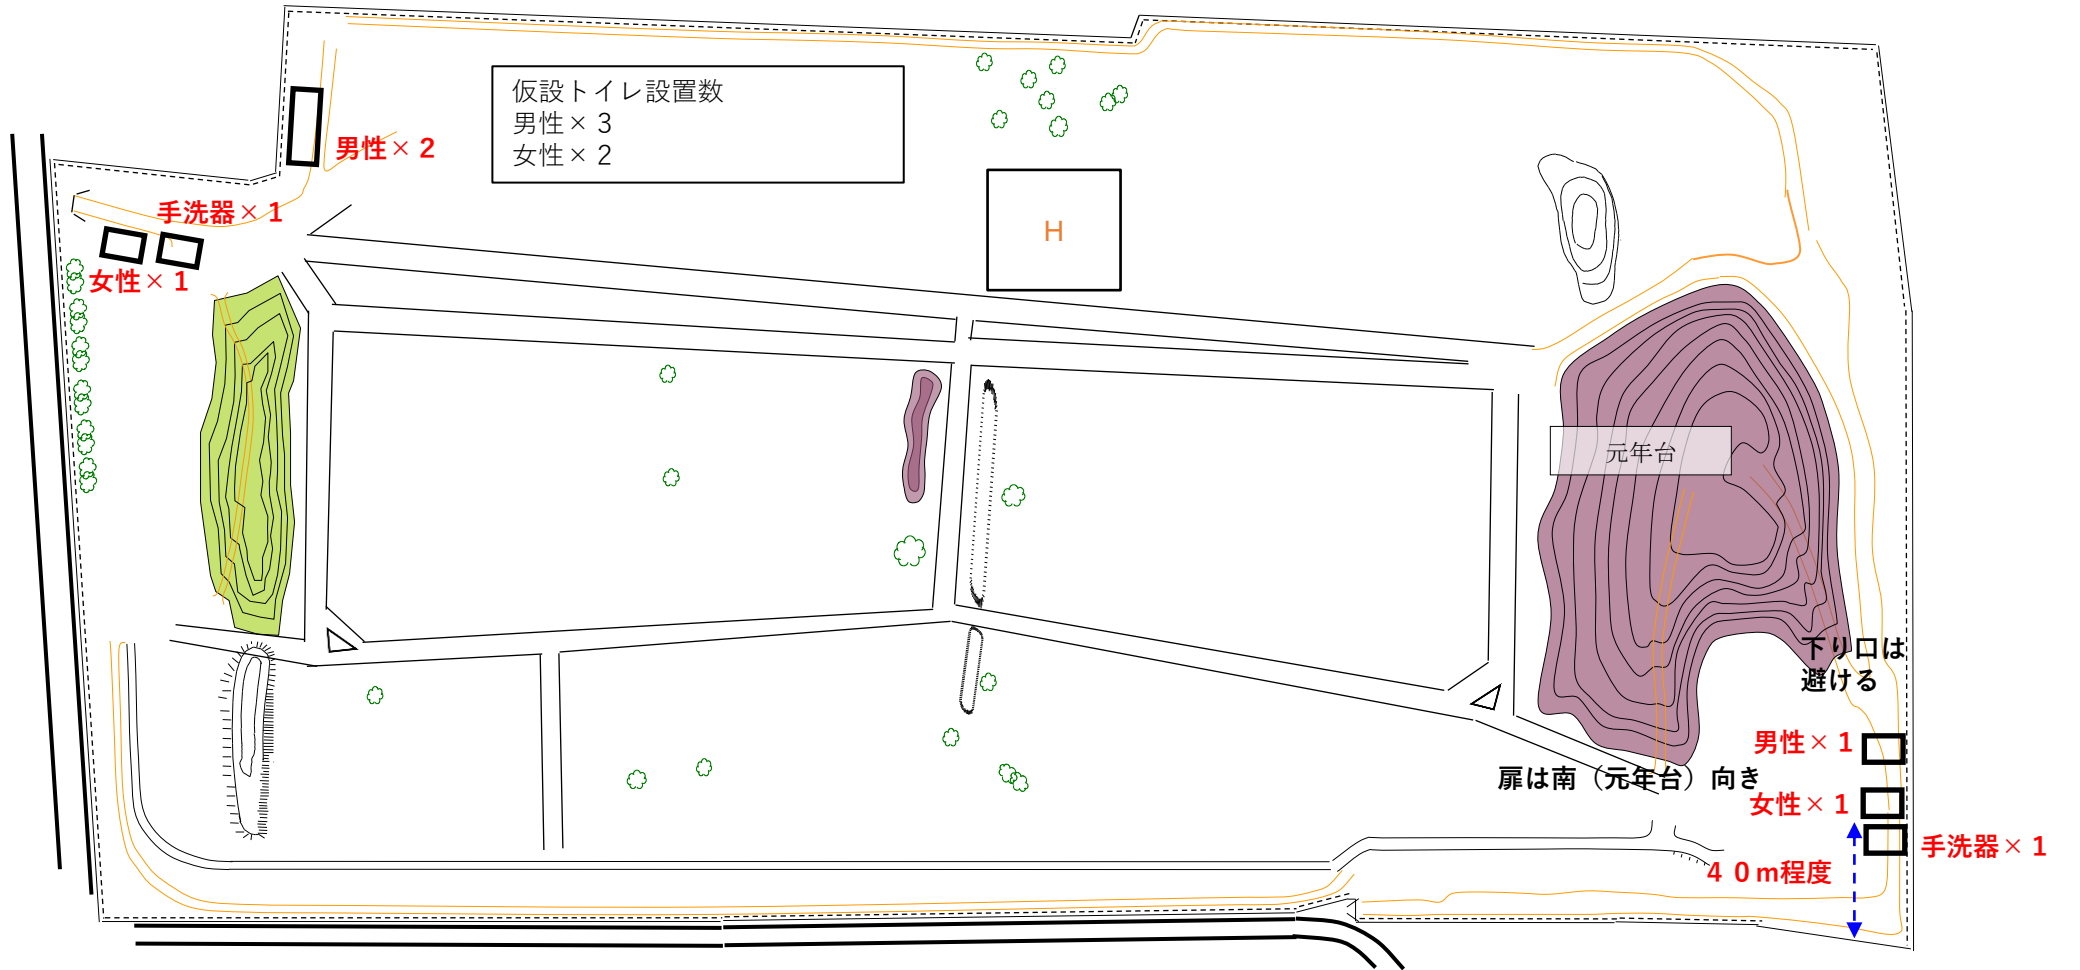 仮設トイレ設置数
男性×３
女性×２
男性×２
手洗器×１
女性×１
H
元年台
下り口は
避ける
男性×１
扉は南（元年台）向き
女性×１
手洗器×１
４０m程度